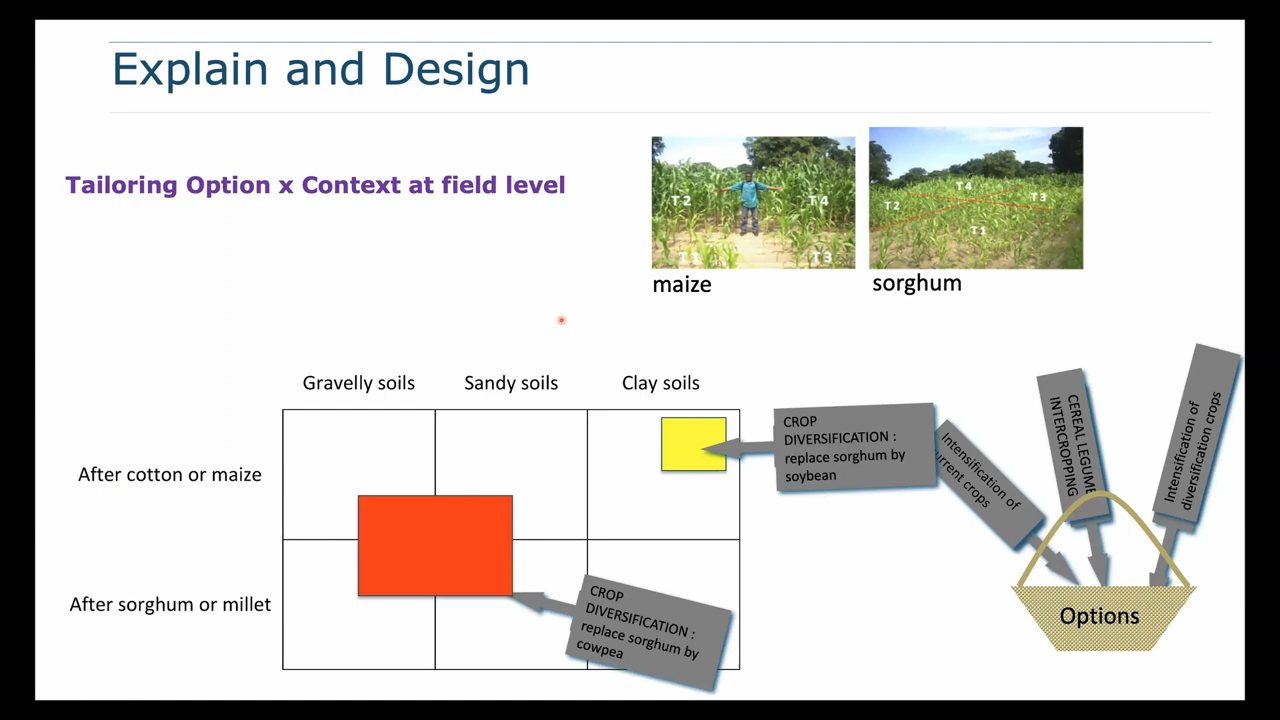 Explain and Design
Tailoring Option x Context at field level
T2
T4
T1
T3
maize
T4
T2
T3
T1
sorghum
Gravelly soils
Sandy soils
Clay soils
After cotton or maize
After sorghum or millet
CROP
DIVERSIFICATION :
replace sorghum by
soybean
CROP
DIVERSIFICATION :
replace sorghum by
cowpea
Intensification of
urrent crops
CEREAL LEGUME
INTERCROPPING
Intensification of
diversification crops
Options